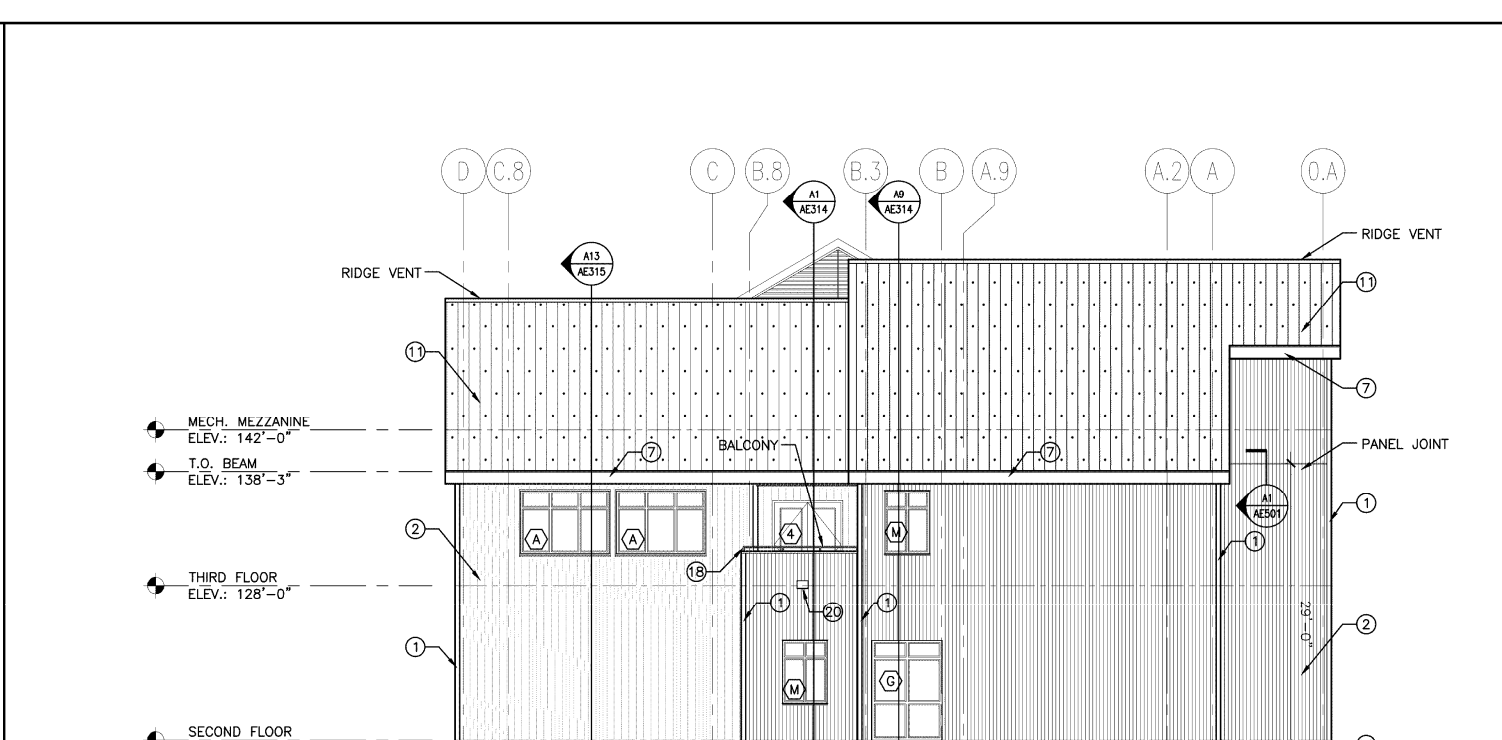 D
C.8
C
B.8
B.3
B
A.9
A.2
A
0.A
A1
AE314
A9
AE314
RIDGE VENT
A13
AE315
RIDGE VENT
11
11
7
MECH. MEZZANINE
ELEV.: 142'-0"
BALCONY
7
7
PANEL JOINT
T.O. BEAM
ELEV.: 138'-3"
A1
AE501
1
2
A
A
4
M
1
18
THIRD FLOOR
ELEV.: 128'-0"
1
20
1
29'-0"
2
1
M
G
SECOND FLOOR